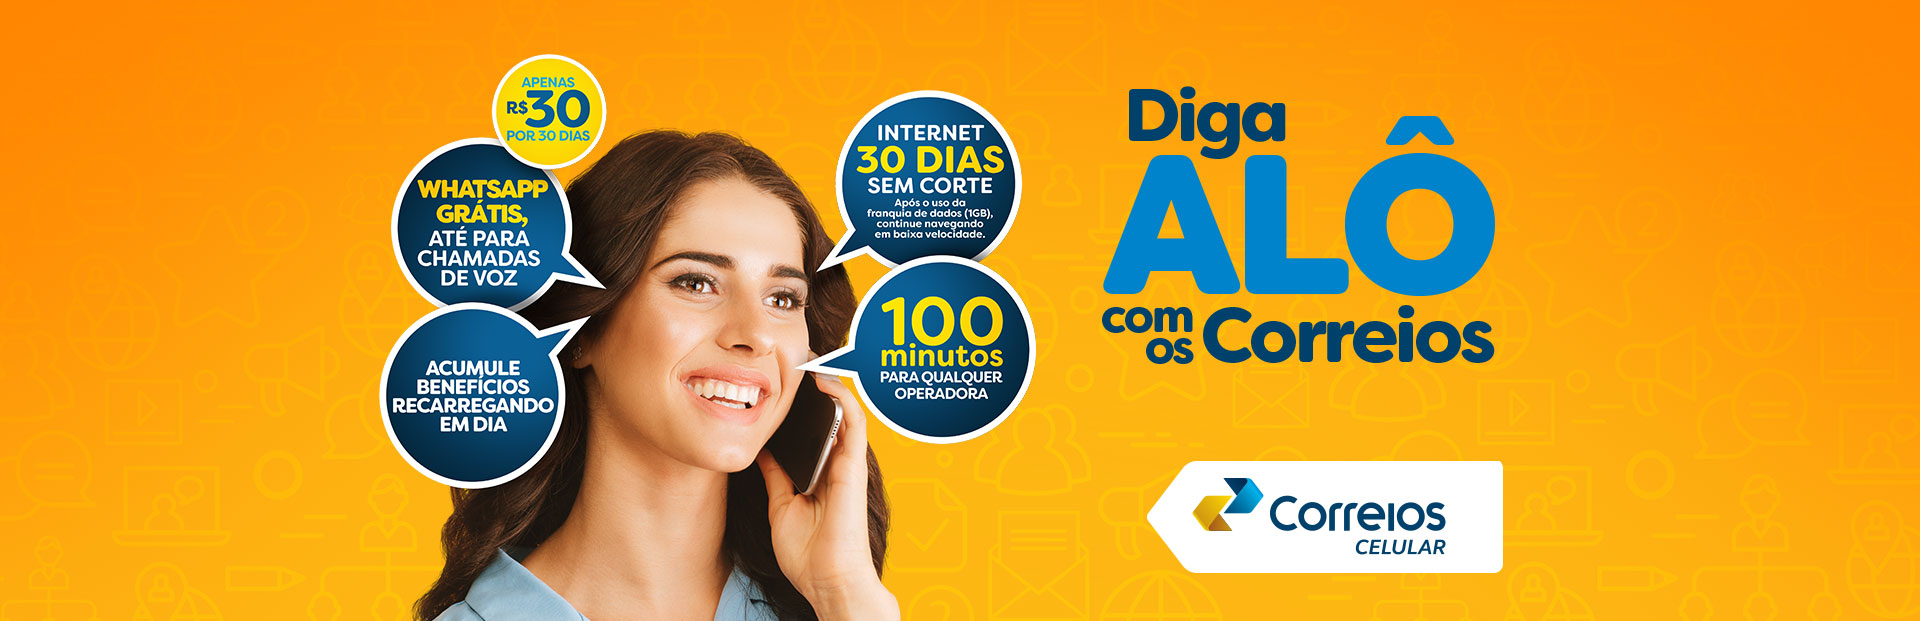 APENAS
R$30
POR 30 DIAS
WHATSAPP
GRÁTIS,
ATÉ PARA
CHAMADAS
DE VOZ
ACUMULE
BENEFÍCIOS
RECARREGANDO
EM DIA
INTERNET
30 DIAS
SEM CORTE
Após o uso da
franquia de dados (1GB),
continue navegando
em baixa velocidade.
100
minutos
PARA QUALQUER
OPERADORA
Diga
ALÔ
com os Correios
Correios
CELULAR